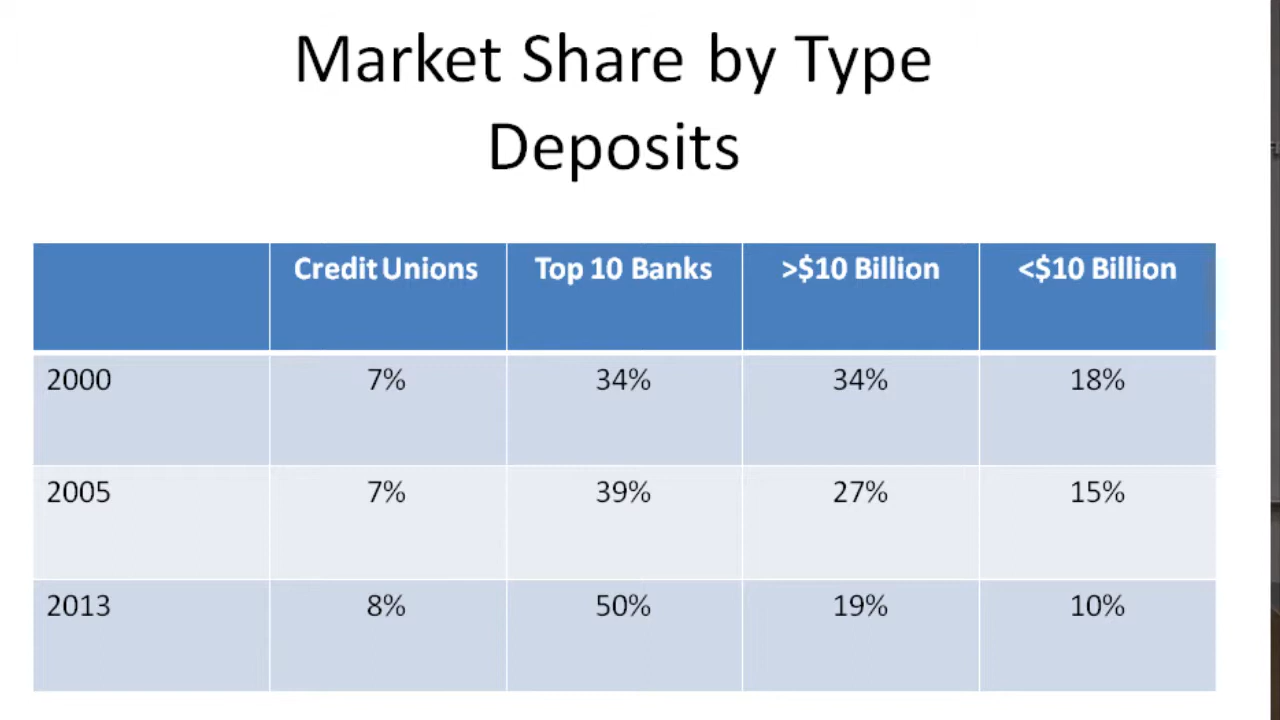 Market Share by Type
Deposits
Credit Unions Top 10 Banks >$10 Billion <$10 Billion
2000 7% 34% 34% 18%
2005 7% 39% 27% 15%
2013 8% 50% 19% 10%